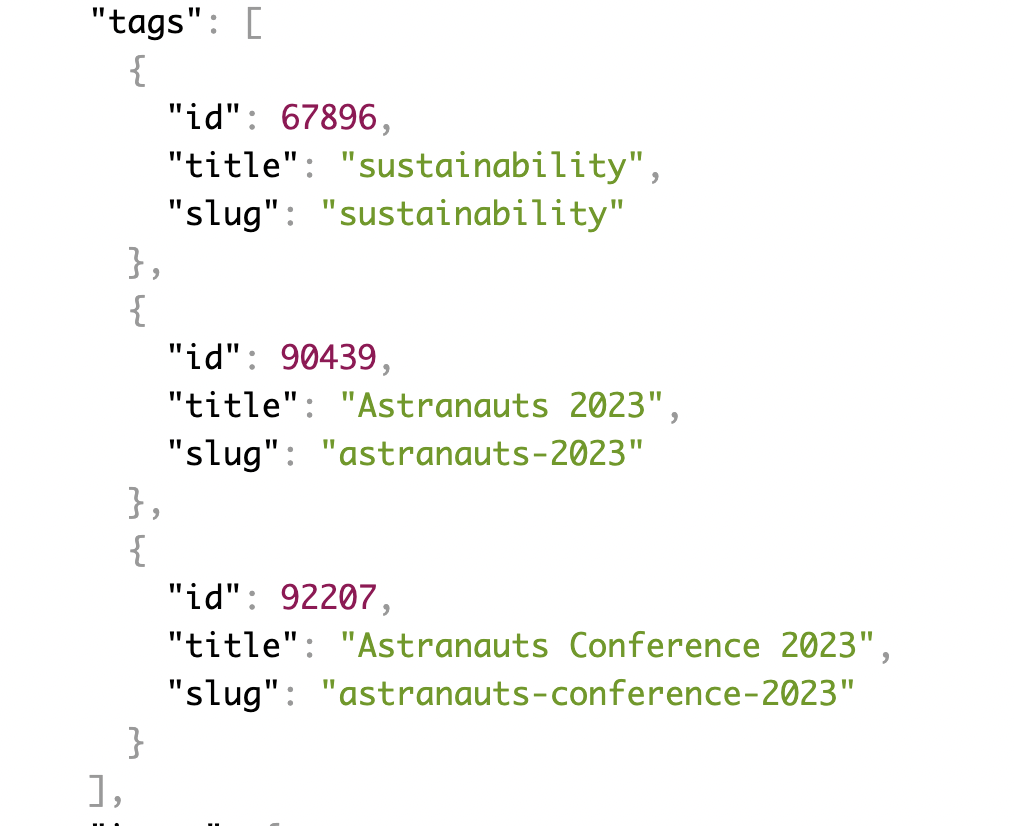 "tags": [
{
"id": 67896,
"title": "sustainability",
"slug": "sustainability"
},
{
"id": 90439,
"title": "Astranauts 2023",
"slug": "astranauts-2023"
},
{
"id": 92207,
"title": "Astranauts Conference 2023",
"slug": "astranauts-conference-2023"
}
],